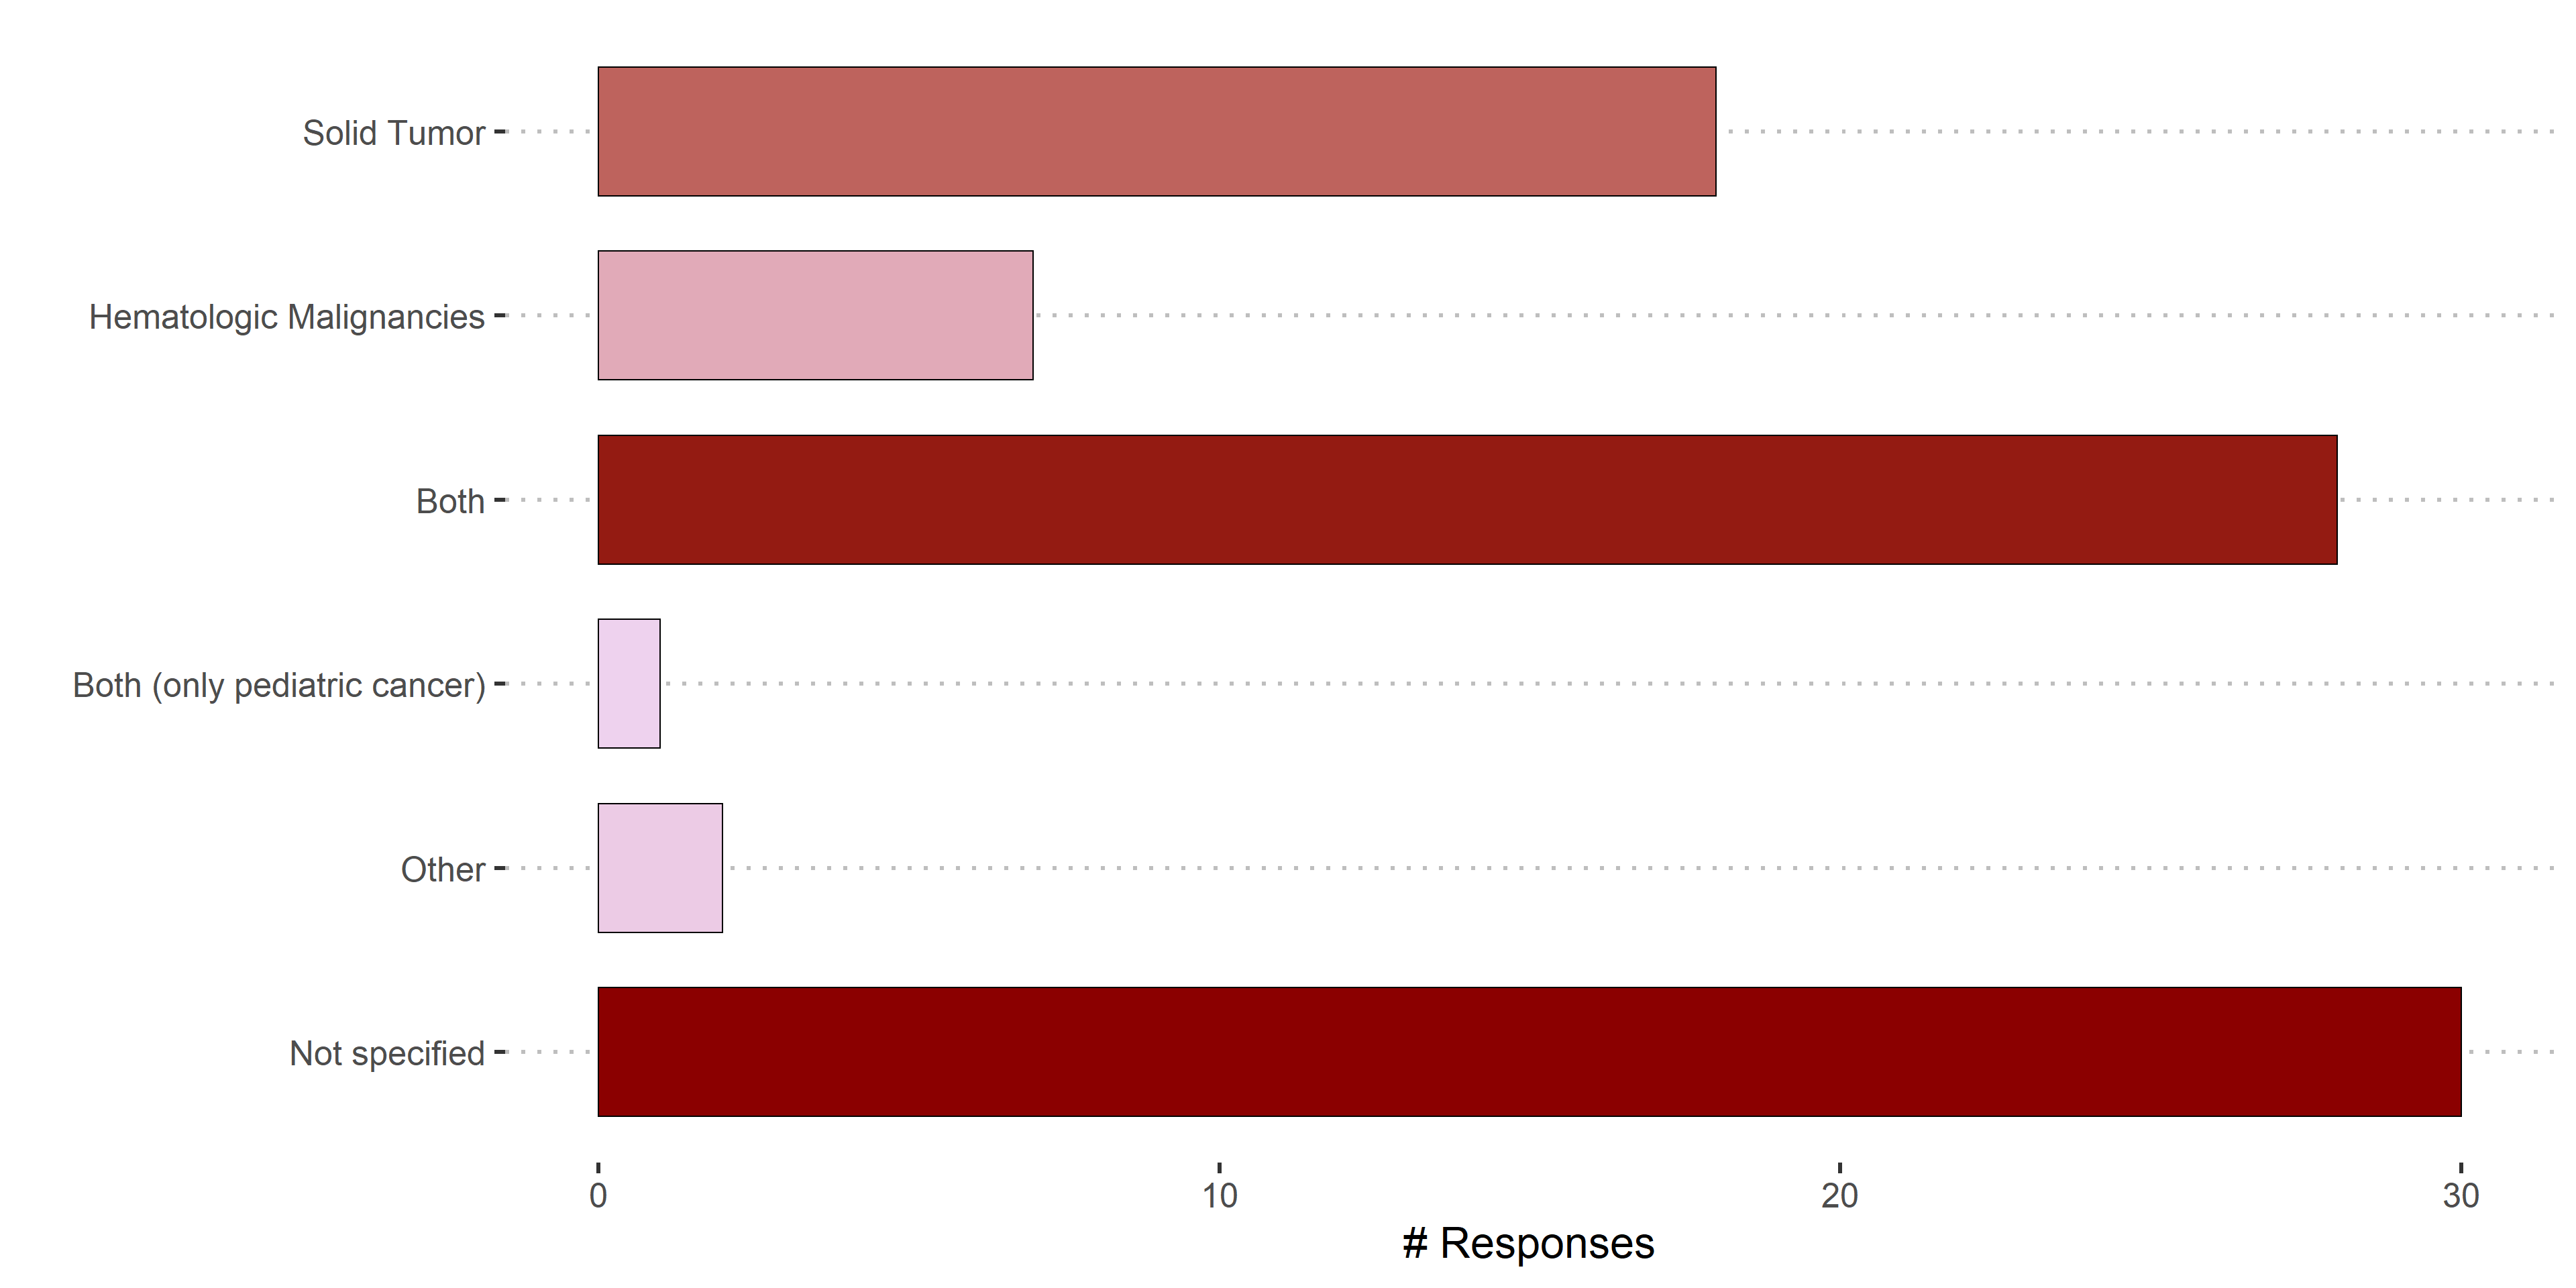 Solid Tumor
Hematologic Malignancies
Both
Both (only pediatric cancer)
Other
Not specified
0 10 20 30
# Responses